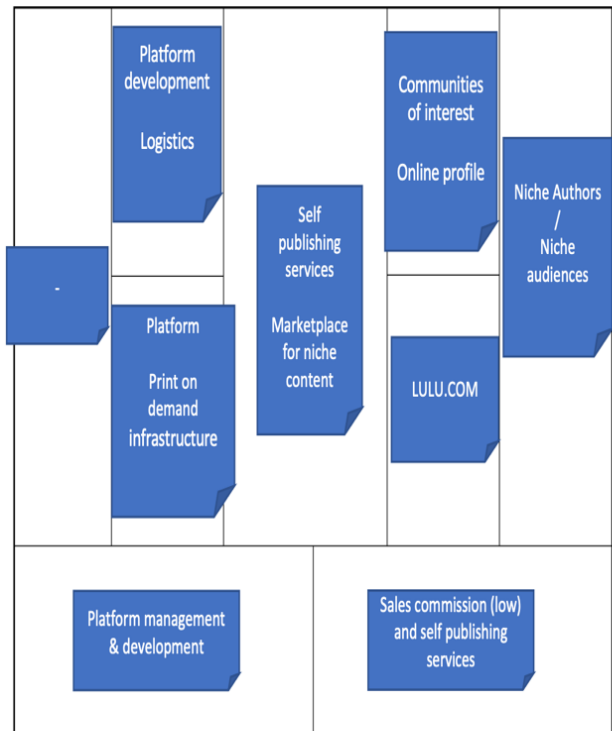 -
Platform
development
Logistics
Platform
Print on
demand
infrastructure
Self
publishing
services
Marketplace
for niche
content
Communities
of interest
Online profile
LULU.COM
Niche Authors
/
Niche
audiences
Platform management
& development
Sales commission (low)
and self publishing
services